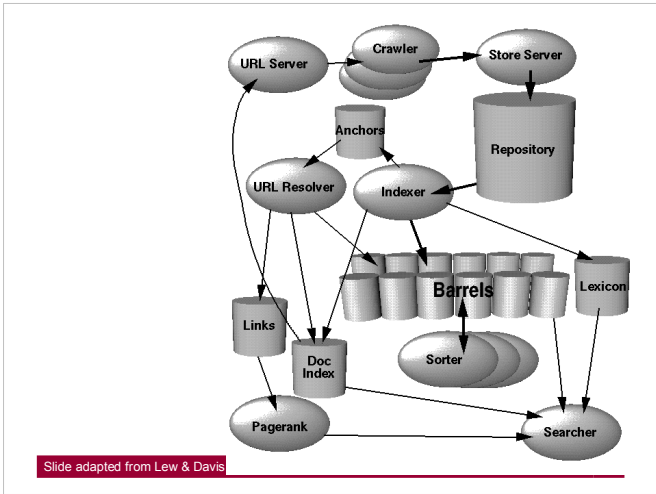 Crawler
URL Server
Store Server
Anchors
Repository
URL Resolver
Indexer
Barrels
Lexicon
Links
Doc
Index
Sorter
Pagerank
Searcher
Slide adapted from Lew & Davis